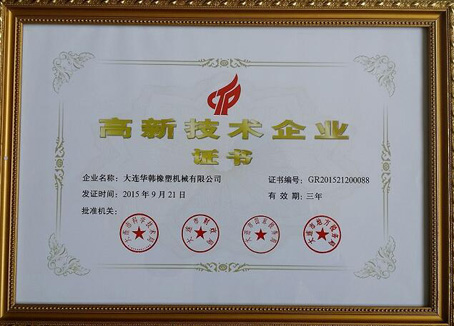 高新技术企业
证书
企业名称：大连华韩橡塑机械有限公司 证书编号：GR201521200088
发证时间：2015年9月21日 有效期：三年
批准机关：